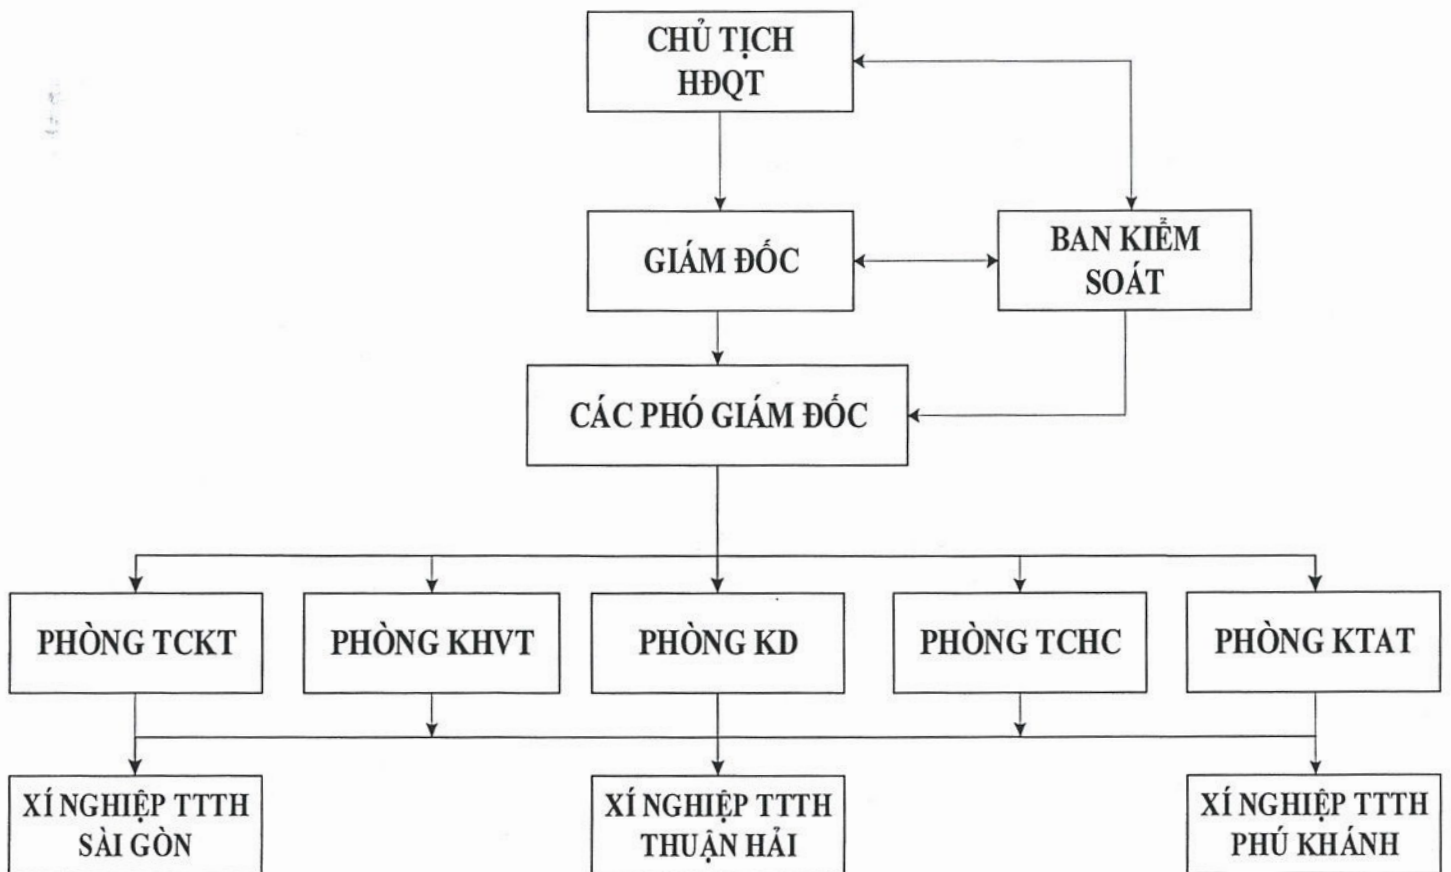 CHỦ TỊCH
HĐQT
GIÁM ĐỐC
BAN KIỂM
SOÁT
CÁC PHÓ GIÁM ĐỐC
PHÒNG TCKT
PHÒNG KHVT
PHÒNG KD
PHÒNG TCHC
PHÒNG KTAT
XÍ NGHIỆP TTTH
SÀI GÒN
XÍ NGHIỆP TTTH
THUẬN HẢI
XÍ NGHIỆP TTTH
PHÚ KHÁNH